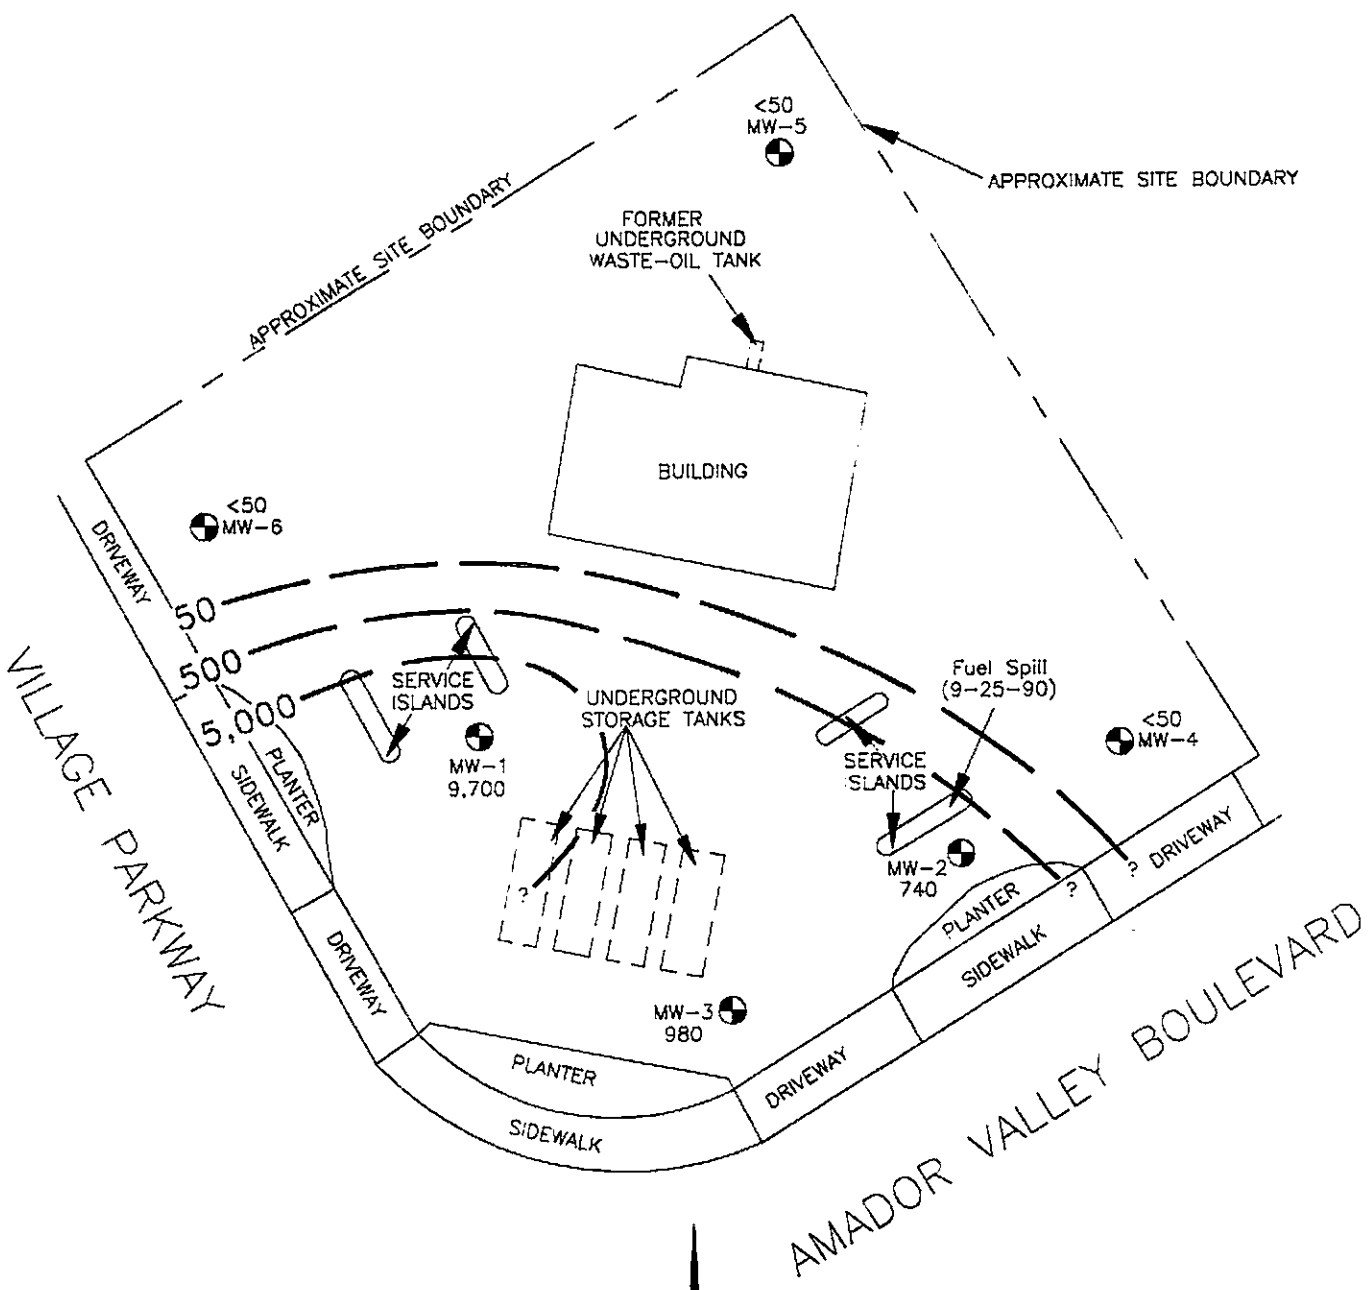 <50
MW-5
APPROXIMATE SITE BOUNDARY
APPROXIMATE SITE BOUNDARY
FORMER
UNDERGROUND
WASTE-OIL TANK
BUILDING
<50
MW-6
DRIVEWAY
50
500
5,000
SERVICE
ISLANDS
UNDERGROUND
STORAGE TANKS
Fuel Spill
(9-25-90)
<50
MW-4
SERVICE
ISLANDS
MW-1
9,700
PLANTER
SIDEWALK
VILLAGE PARKWAY
MW-2
740
?
?
?
DRIVEWAY
PLANTER
SIDEWALK
DRIVEWAY
MW-3
980
PLANTER
DRIVEWAY
SIDEWALK
AMADOR VALLEY BOULEVARD